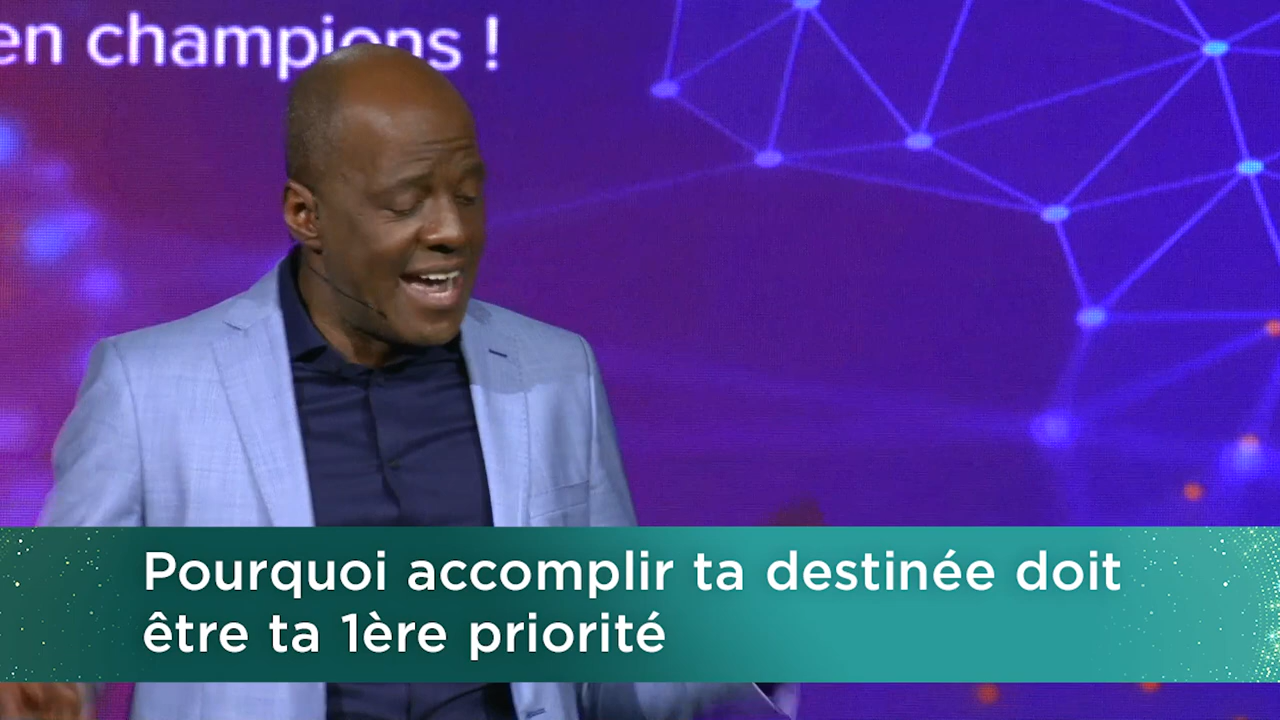 en champions !
Pourquoi accomplir ta destinée doit
être ta 1ère priorité